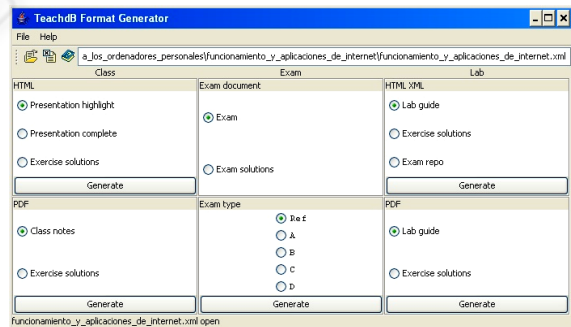 TeachdB Format Generator
File Help
a_los_ordenadores_personales\funcionamiento_y_aplicaciones_de_internet\funcionamiento_y_aplicaciones_de_internet.xml
Class Exam Lab
HTML Exam document HTML XML
Presentation highlight
Exam
Lab guide
Presentation complete
Exercise solutions
Exercise solutions
Exam solutions
Exam repo
Generate Generate
PDF Exam type PDF
Ref
Class notes
A
Lab guide
B
C
Exercise solutions
D
Exercise solutions
Generate Generate Generate
funcionamiento_y_aplicaciones_de_internet.xml open